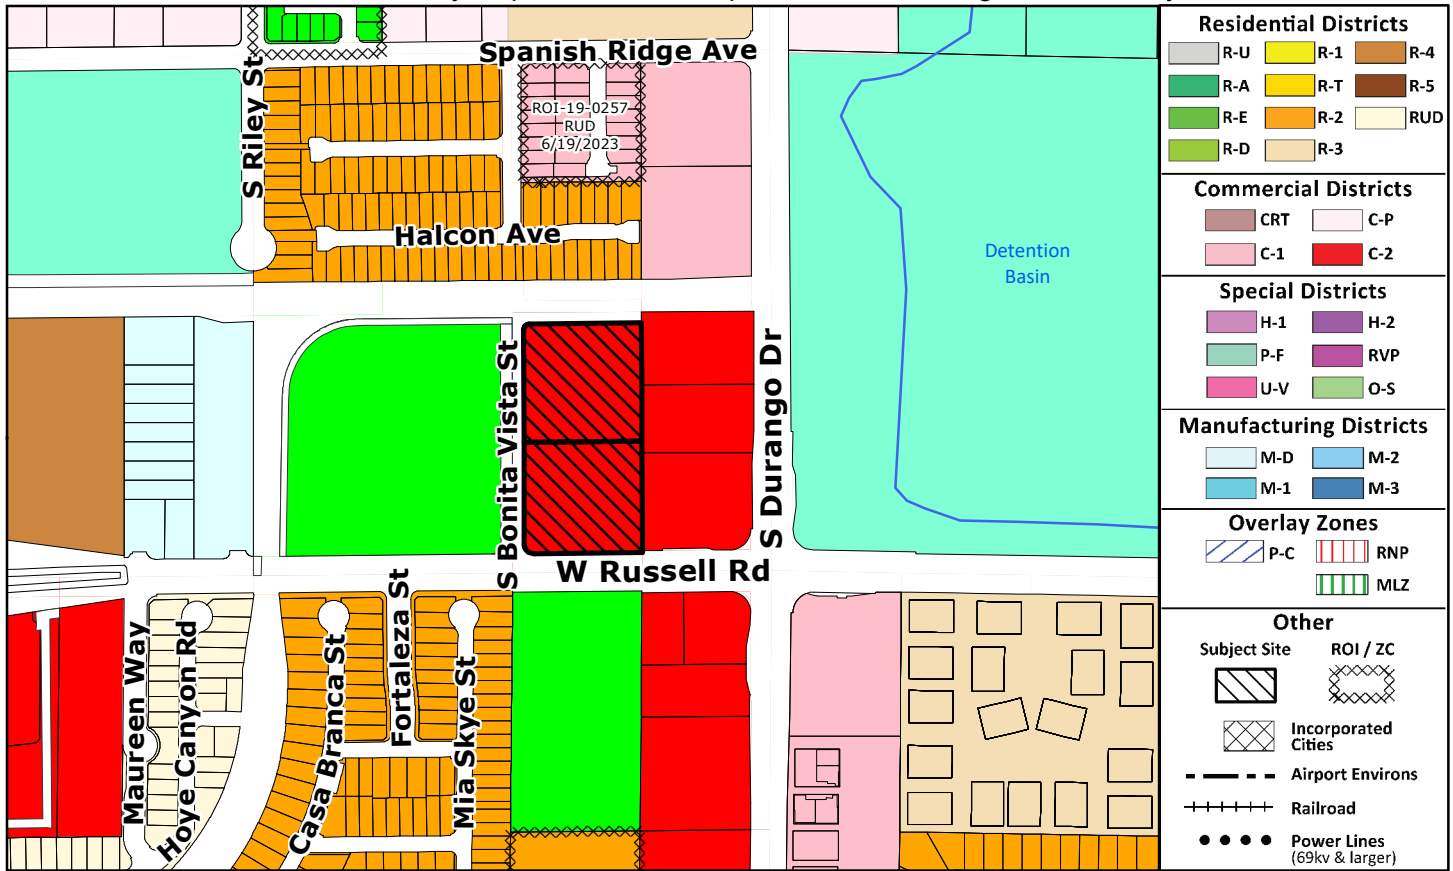 Spanish Ridge Ave
S Riley St
ROI-19-0257
RUD
6/19/2023
Halcon Ave
Detention
Basin
S Bonita Vista St
S Durango Dr
W Russell Rd
Maureen Way
Hoye Canyon Rd
Casa Branca St
Fortaleza St
Mia Skye St
Residential Districts
R-U R-1 R-4
R-A R-T R-5
R-E R-2 RUD
R-D R-3
Commercial Districts
CRT C-P
C-1 C-2
Special Districts
H-1 H-2
P-F RVP
U-V O-S
Manufacturing Districts
M-D M-2
M-1 M-3
Overlay Zones
P-C RNP
MLZ
Other
Subject Site ROI / ZC
Incorporated
Cities
Airport Environs
Railroad
Power Lines
(69kv & larger)